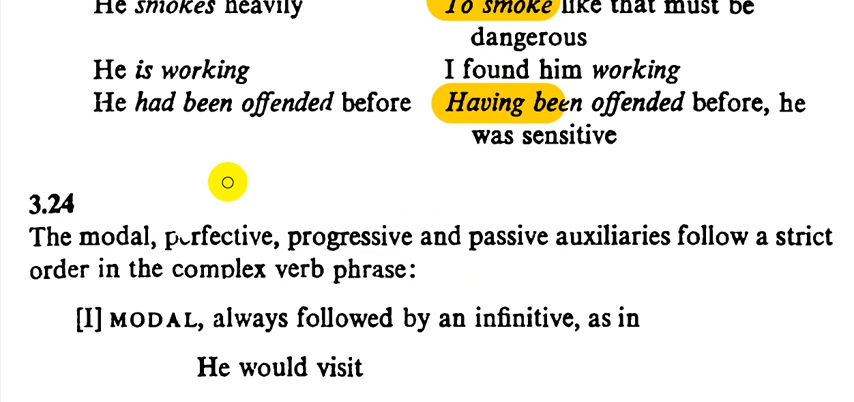 He smokes heavily To smoke like that must be
dangerous
He is working I found him working
He had been offended before Having been offended before, he
was sensitive
3.24
The modal, perfective, progressive and passive auxiliaries follow a strict
order in the complex verb phrase:
[I] MODAL, always followed by an infinitive, as in
He would visit